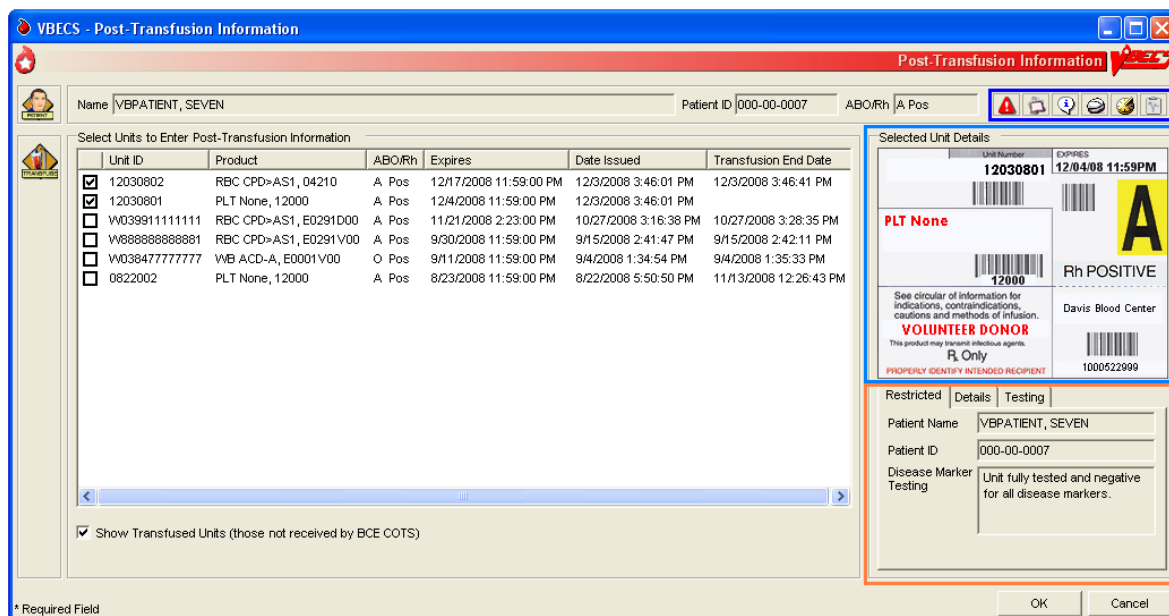 VBECS - Post-Transfusion Information
Post-Transfusion Information VBECS
PATIENT
Name VBPATIENT, SEVEN Patient ID 000-00-0007 ABO/Rh A Pos
TRANSFUSE
Select Units to Enter Post-Transfusion Information
Unit ID Product ABO/Rh Expires Date Issued Transfusion End Date
12030802 RBC CPD>AS1, 04210 A Pos 12/17/2008 11:59:00 PM 12/3/2008 3:46:01 PM 12/3/2008 3:46:41 PM
12030801 PLT None, 12000 A Pos 12/4/2008 11:59:00 PM 12/3/2008 3:46:01 PM
W039911111111 RBC CPD>AS1, E0291D00 A Pos 11/21/2008 2:23:00 PM 10/27/2008 3:16:38 PM 10/27/2008 3:28:35 PM
W888888888881 RBC CPD>AS1, E0291V00 A Pos 9/30/2008 11:59:00 PM 9/15/2008 2:41:47 PM 9/15/2008 2:42:11 PM
W038477777777 WB ACD-A, E0001V00 O Pos 9/11/2008 11:59:00 PM 9/4/2008 1:34:54 PM 9/4/2008 1:35:33 PM
0822002 PLT None, 12000 A Pos 8/23/2008 11:59:00 PM 8/22/2008 5:50:50 PM 11/13/2008 12:26:43 PM
Show Transfused Units (those not received by BCE COTS)
Selected Unit Details
Unit Number
12030801
EXPIRES
12/04/08 11:59PM
PLT None
A
12000
Rh POSITIVE
See circular of information for
indications, contraindications,
cautions and methods of infusion.
VOLUNTEER DONOR
This product may transmit infectious agents.
Rx Only
PROPERLY IDENTIFY INTENDED RECIPIENT
Davis Blood Center
1000522999
Restricted Details Testing
Patient Name VBPATIENT, SEVEN
Patient ID 000-00-0007
Disease Marker
Testing
Unit fully tested and negative
for all disease markers.
* Required Field
OK Cancel